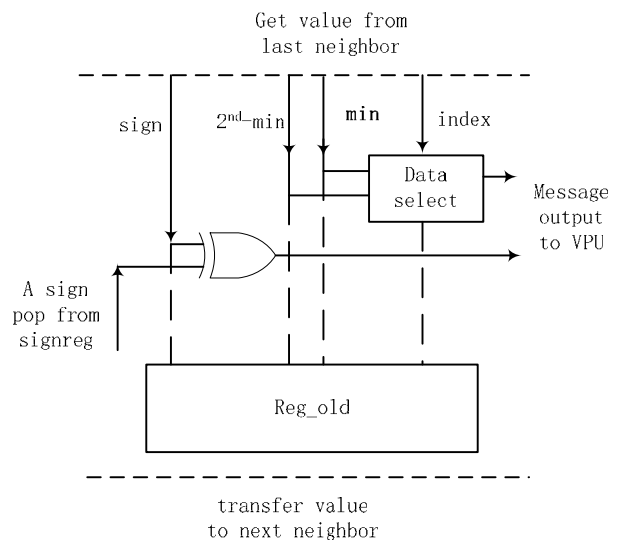 Get value from
last neighbor
sign
2nd-min
min
index
Data
select
Message
output
to VPU
A sign
pop from
signreg
Reg_old
transfer value
to next neighbor